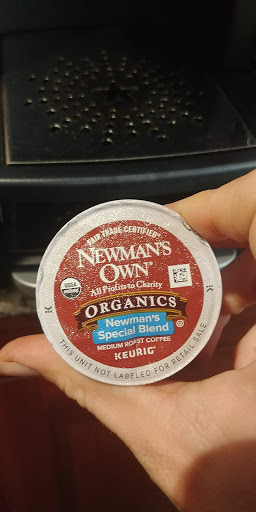 FAIR TRADE CERTIFIED™
NEWMAN'S
OWN®
All Profits to Charity
USDA
ORGANIC
ORGANICS
Newman's
Special Blend
MEDIUM ROAST COFFEE
KEURIG®
THIS UNIT NOT LABELED FOR RETAIL SALE